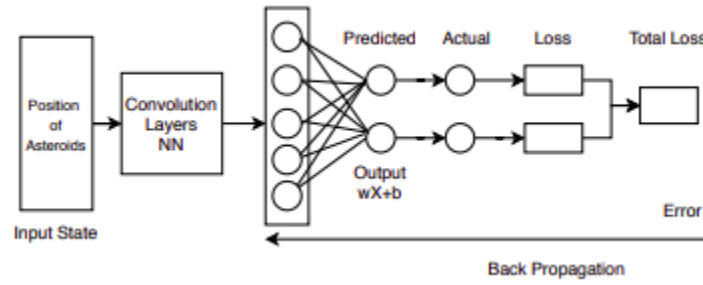 Predicted
Actual
Loss
Total Loss
Position
of
Asteroids
Convolution
Layers
NN
Output
wX+b
Input State
Error
Back Propagation